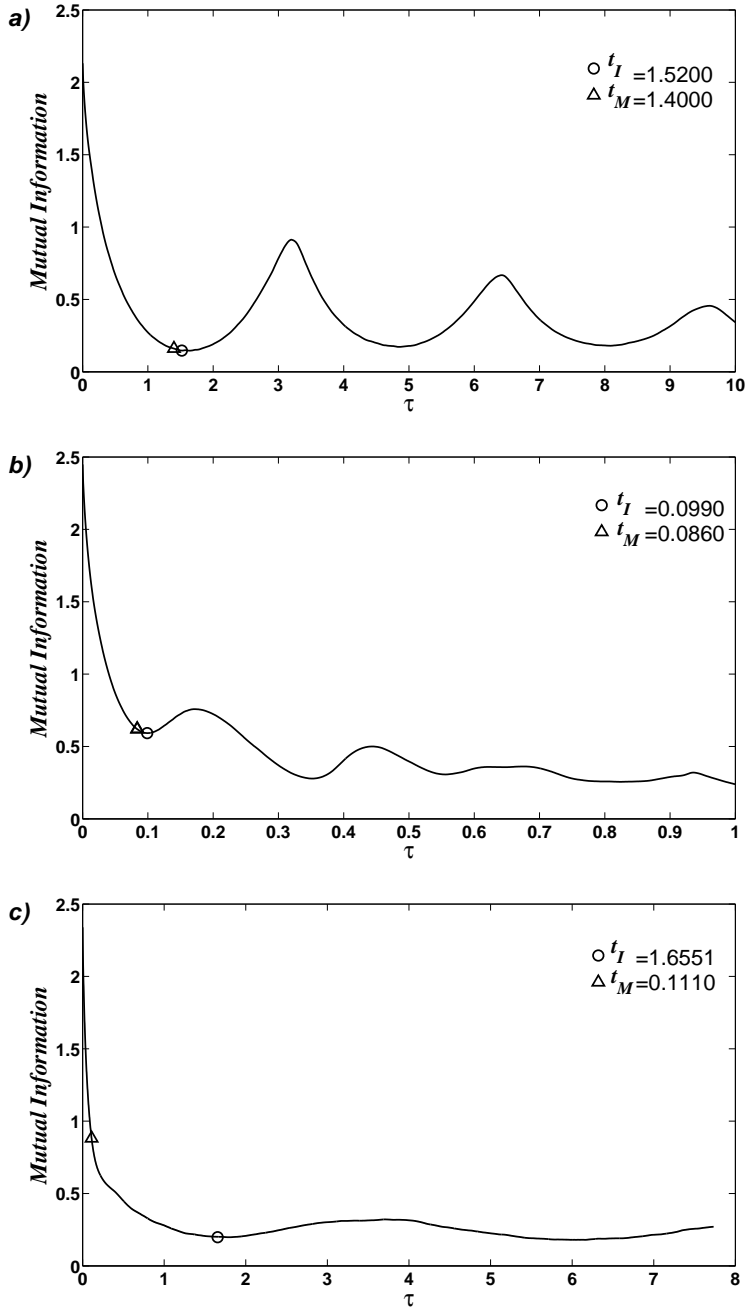 a)
2.5
2
1.5
1
0.5
0
Mutual Information
t_I =1.5200
t_M =1.4000
0 1 2 3 4 5 6 7 8 9 10
τ
b)
2.5
2
1.5
1
0.5
0
Mutual Information
t_I =0.0990
t_M =0.0860
0 0.1 0.2 0.3 0.4 0.5 0.6 0.7 0.8 0.9 1
τ
c)
2.5
2
1.5
1
0.5
0
Mutual Information
t_I =1.6551
t_M =0.1110
0 1 2 3 4 5 6 7 8
τ